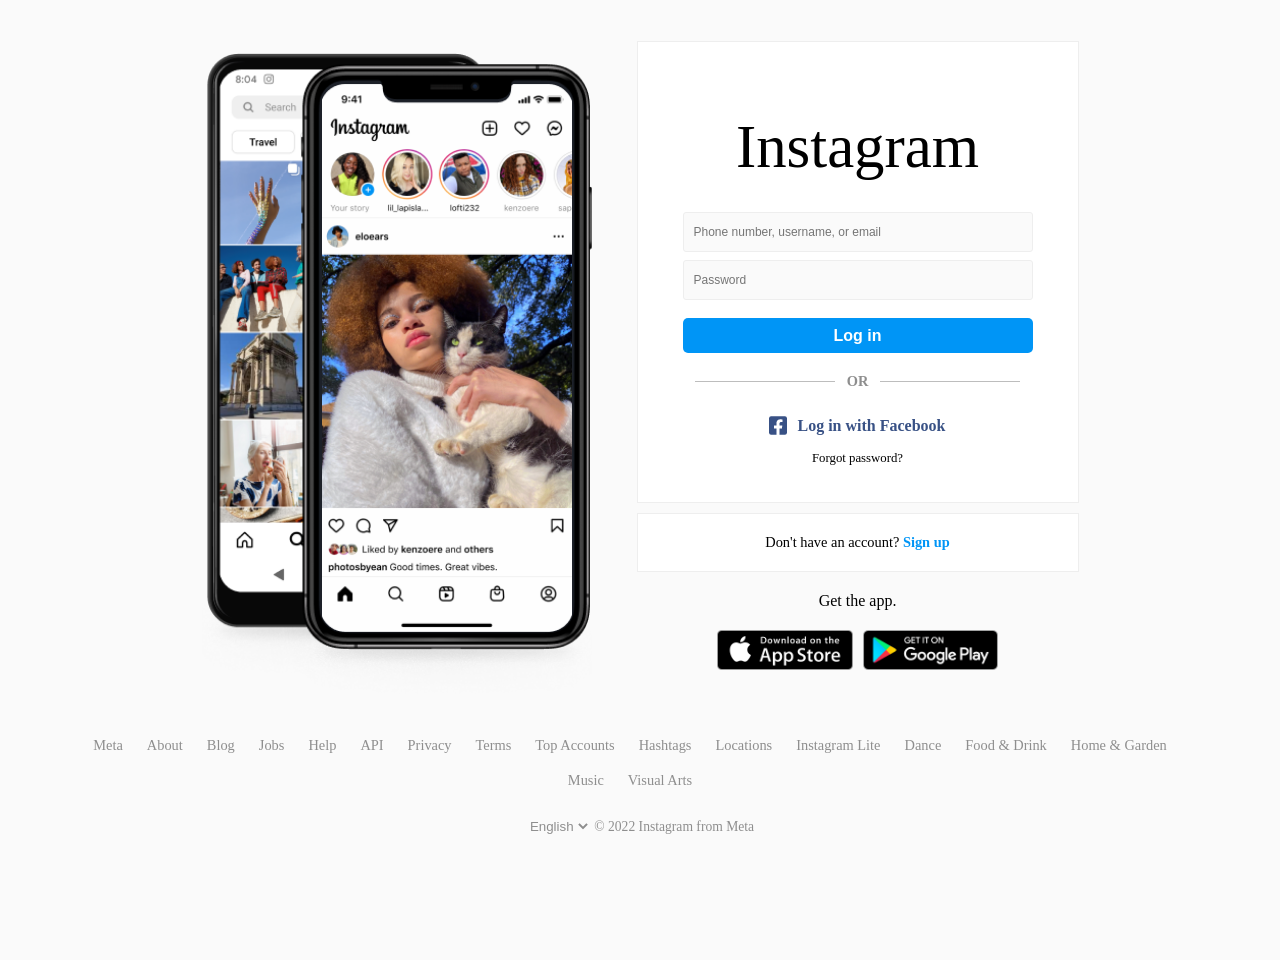 8:04
Search
Travel
9:41
Instagram
Your story
lil_lapisla...
lofti232
kenzoere
sap
eloears
Liked by kenzoere and others
photosbyean Good times. Great vibes.
Instagram
Phone number, username, or email
Password
Log in
OR
Log in with Facebook
Forgot password?
Don't have an account? Sign up
Get the app.
Download on the
App Store
GET IT ON
Google Play
Meta About Blog Jobs Help API Privacy Terms Top Accounts Hashtags Locations Instagram Lite Dance Food & Drink Home & Garden
Music Visual Arts
English © 2022 Instagram from Meta